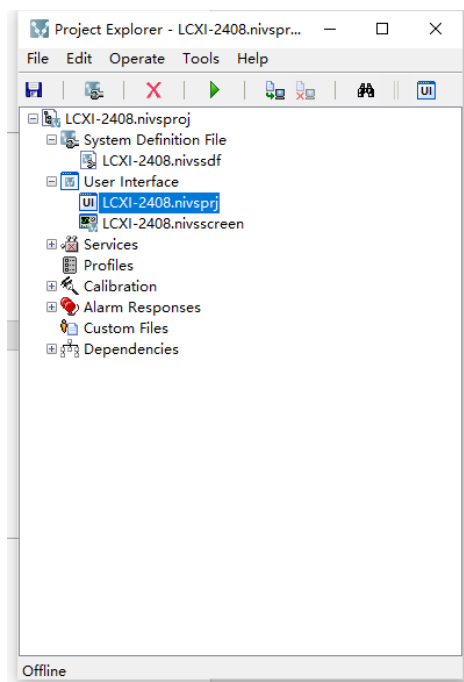 Project Explorer - LCXI-2408.nivspr...
File Edit Operate Tools Help
UI
LCXI-2408.nivsproj
System Definition File
LCXI-2408.nivssdf
User Interface
UI LCXI-2408.nivsprj
LCXI-2408.nivsscreen
Services
Profiles
Calibration
Alarm Responses
Custom Files
Dependencies
Offline